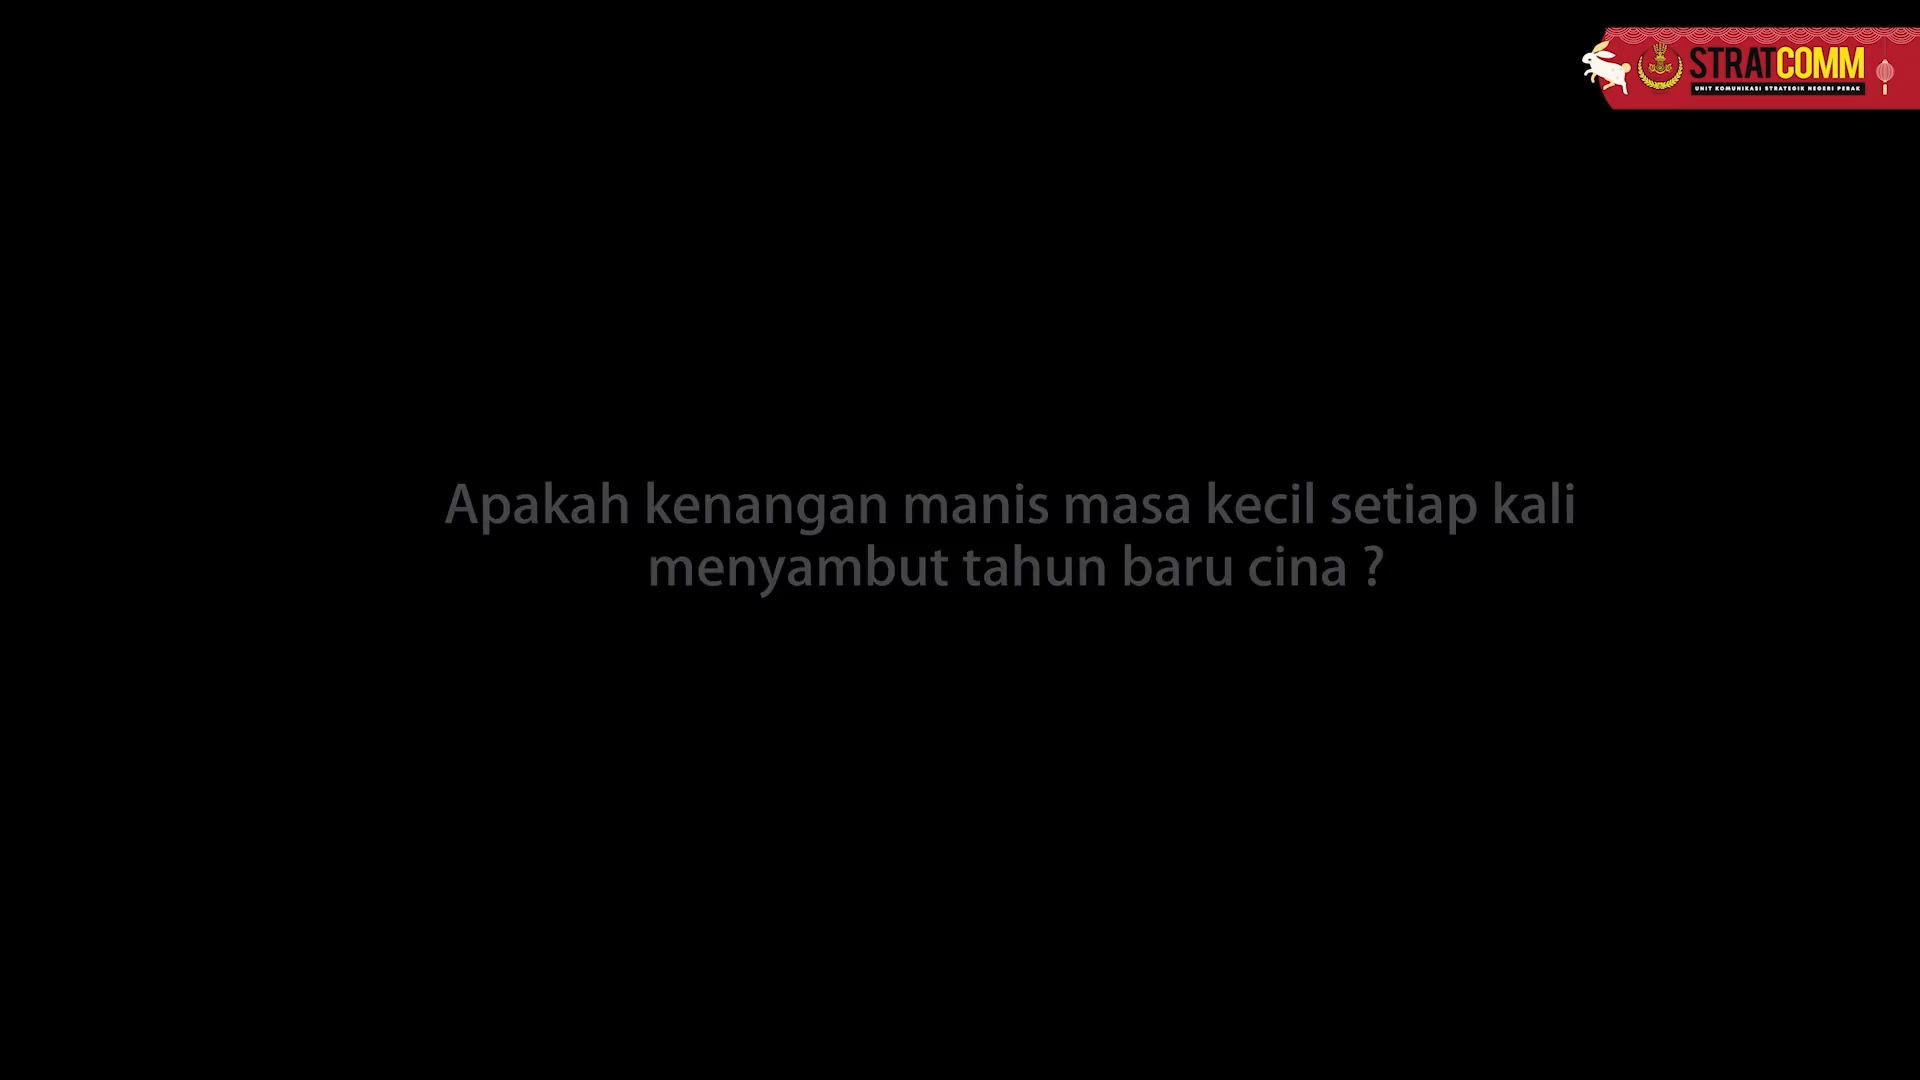 STRATCOMM
UNIT KOMUNIKASI STRATEGIK NEGERI PERAK
Apakah kenangan manis masa kecil setiap kali
menyambut tahun baru cina ?